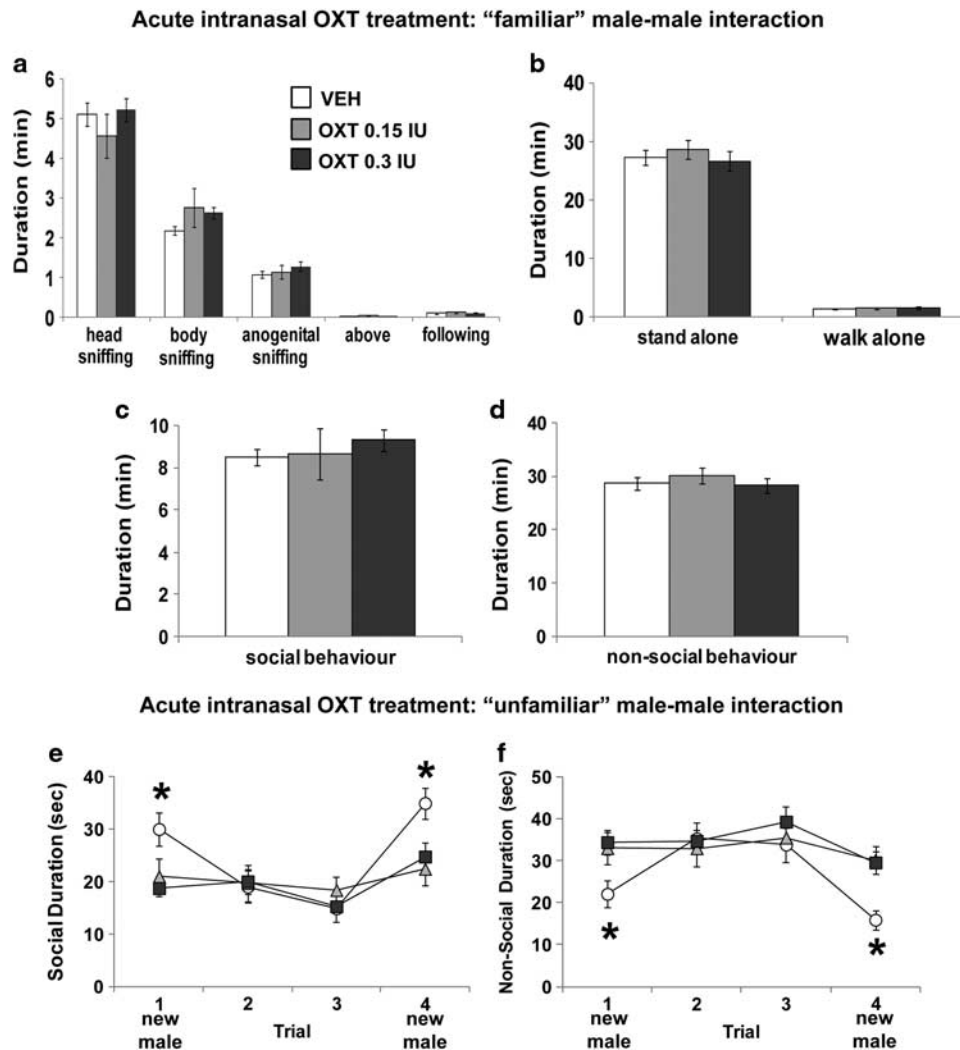 Acute intranasal OXT treatment: “familiar” male-male interaction
a
Duration (min)
6
5
4
3
2
1
0
VEH
OXT 0.15 IU
OXT 0.3 IU
head sniffing
body sniffing
anogenital sniffing
above
following
b
Duration (min)
40
30
20
10
0
stand alone
walk alone
c
Duration (min)
10
8
6
4
2
0
social behaviour
d
Duration (min)
40
30
20
10
0
non-social behaviour
Acute intranasal OXT treatment: “unfamiliar” male-male interaction
e
Social Duration (sec)
40
30
20
10
0
*
*
1 2 3 4
new male
Trial
new male
f
Non-Social Duration (sec)
50
40
30
20
10
0
*
*
1 2 3 4
new male
Trial
new male